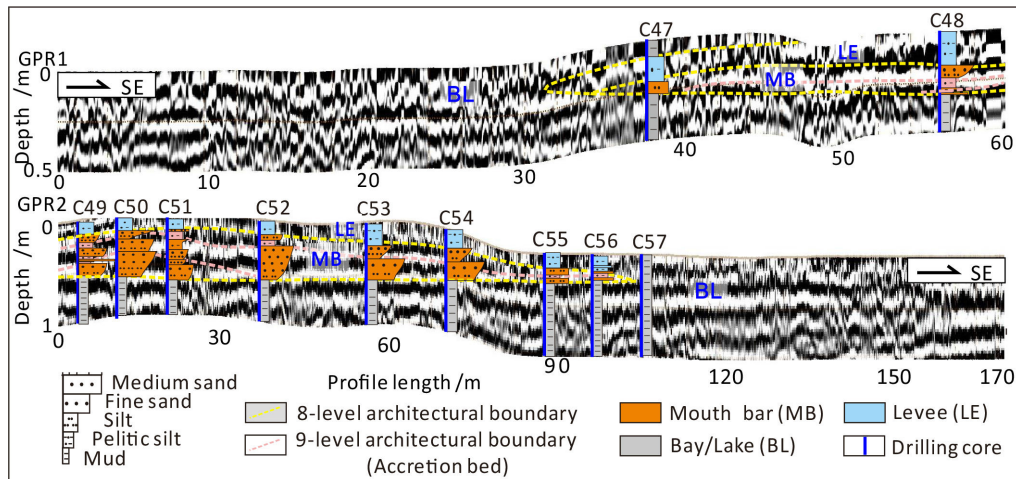 C47 C48
GPR1
0
SE
BL
LE
MB
Depth /m
0.5
0 10 20 30 40 50 60
GPR2
C49 C50 C51 C52 C53 C54 C55 C56 C57
0
LE
MB
BL
SE
Depth /m
1
0 30 60 90 120 150 170
Profile length /m
Medium sand
Fine sand
Silt
Pelitic silt
Mud
8-level architectural boundary
9-level architectural boundary
(Accretion bed)
Mouth bar (MB)
Bay/Lake (BL)
Levee (LE)
Drilling core